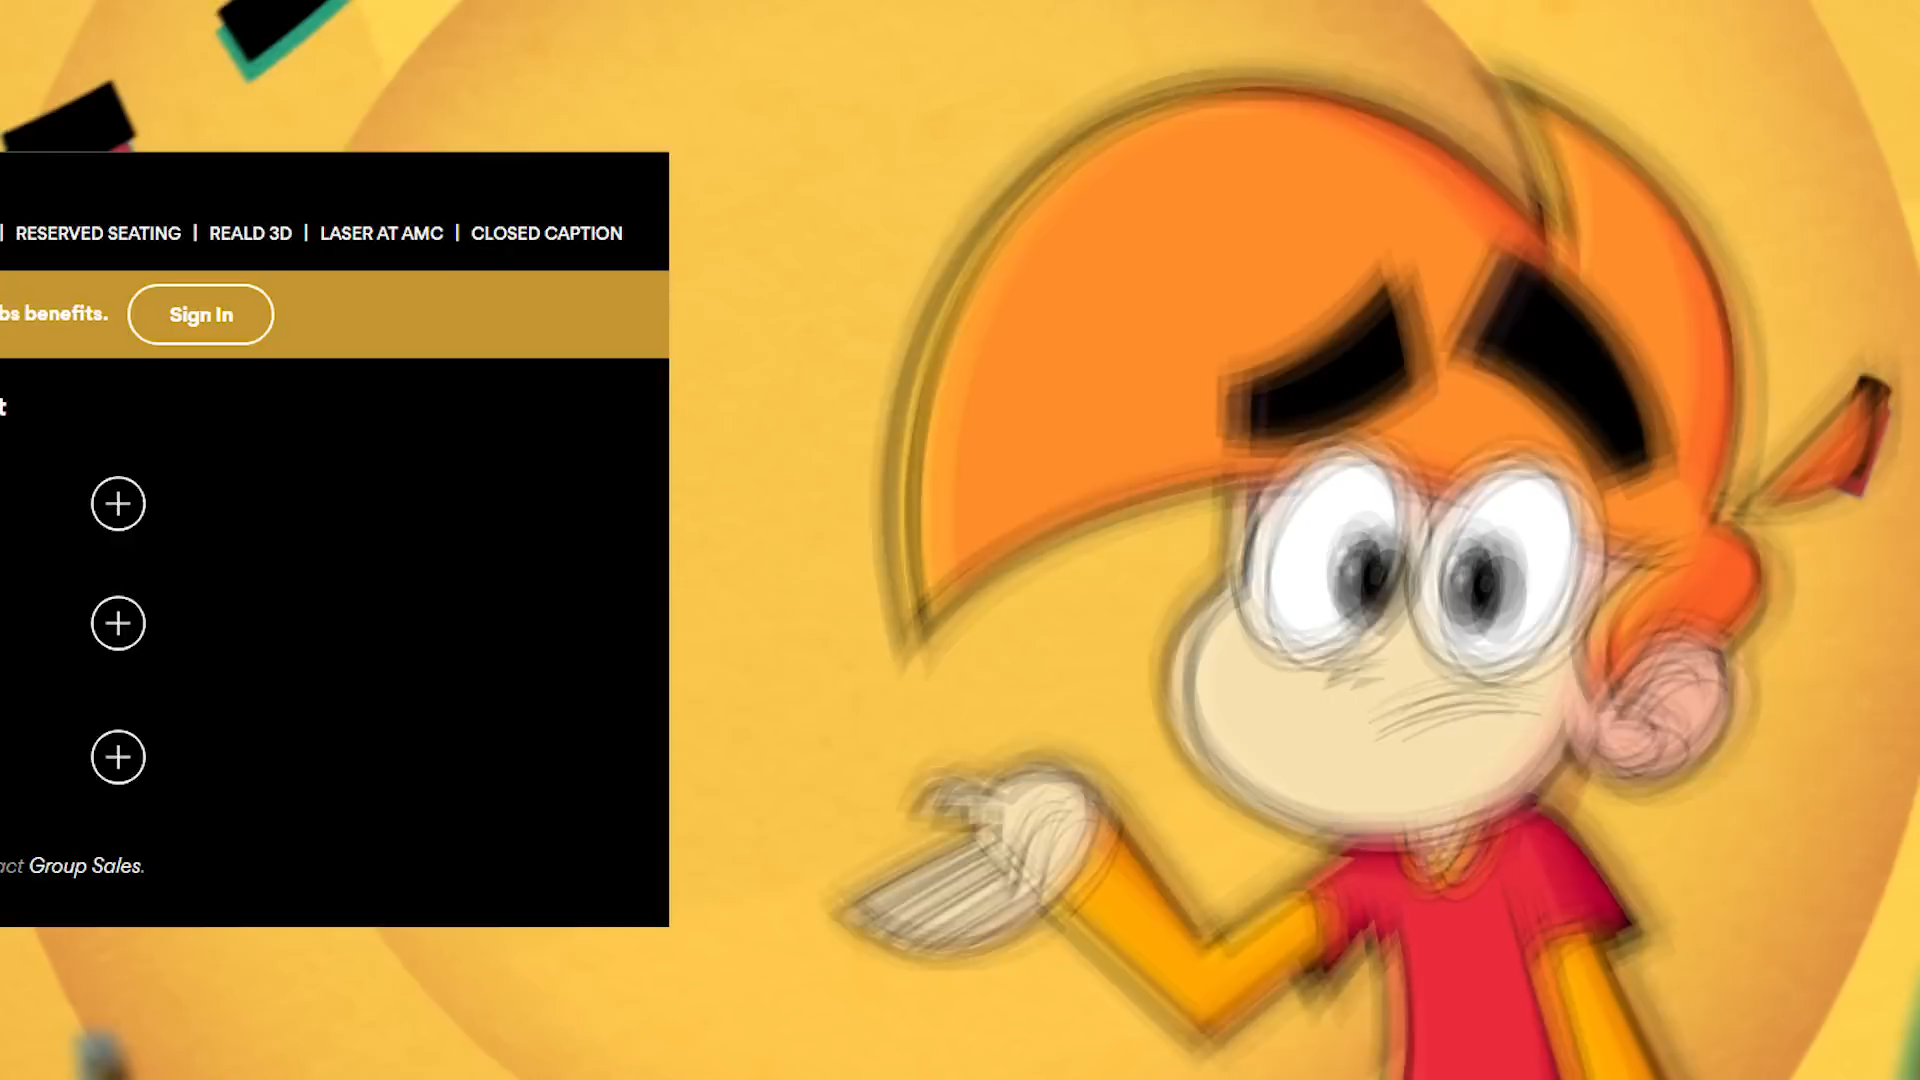 | RESERVED SEATING | REALD 3D | LASER AT AMC | CLOSED CAPTION
bs benefits. Sign In
t
act Group Sales.